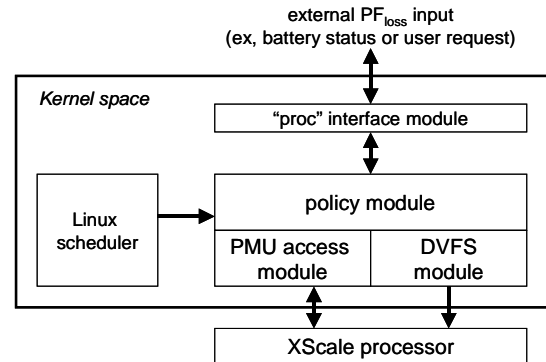 external PFloss input
(ex, battery status or user request)
Kernel space
“proc” interface module
Linux
scheduler
policy module
PMU access
module
DVFS
module
XScale processor